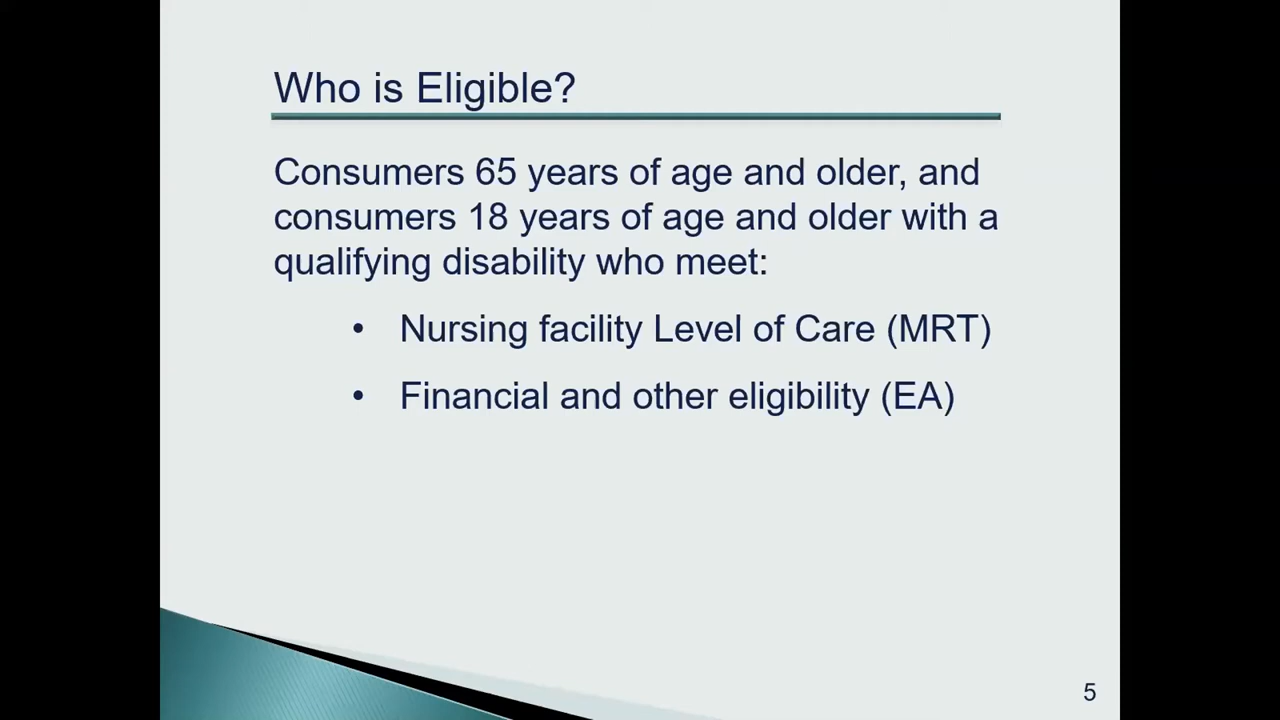 Who is Eligible?
Consumers 65 years of age and older, and
consumers 18 years of age and older with a
qualifying disability who meet:
• Nursing facility Level of Care (MRT)
• Financial and other eligibility (EA)
5